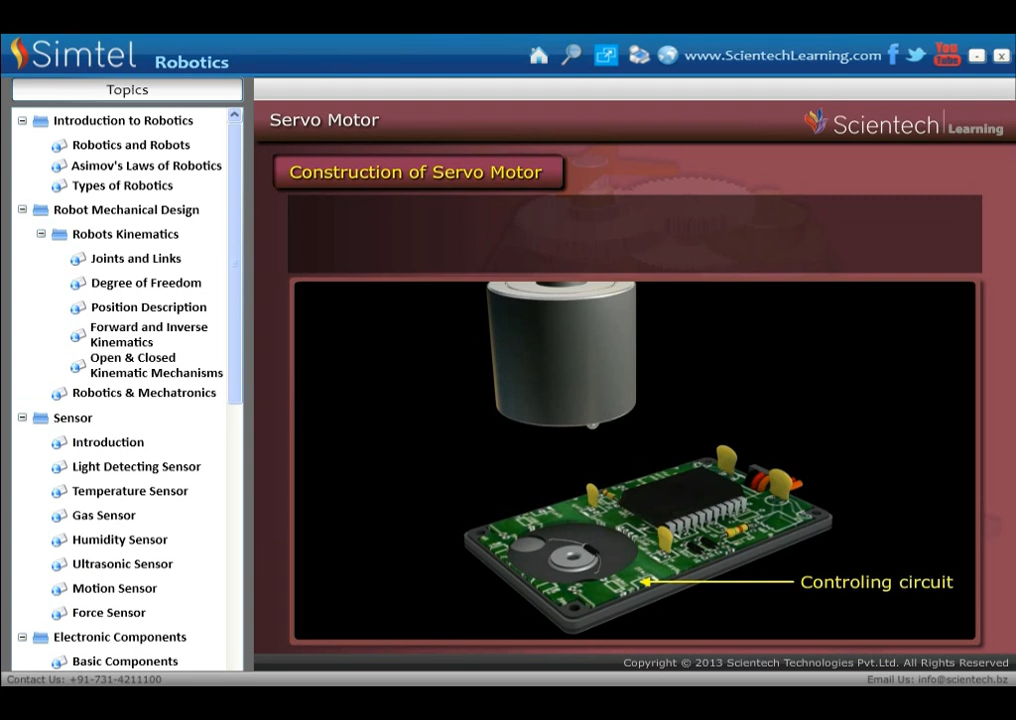 Simtel Robotics
www.ScientechLearning.com
You
Tube
Topics
Introduction to Robotics
Robotics and Robots
Asimov's Laws of Robotics
Types of Robotics
Robot Mechanical Design
Robots Kinematics
Joints and Links
Degree of Freedom
Position Description
Forward and Inverse
Kinematics
Open & Closed
Kinematic Mechanisms
Robotics & Mechatronics
Sensor
Introduction
Light Detecting Sensor
Temperature Sensor
Gas Sensor
Humidity Sensor
Ultrasonic Sensor
Motion Sensor
Force Sensor
Electronic Components
Basic Components
Servo Motor
Scientech Learning
Construction of Servo Motor
Controling circuit
Copyright © 2013 Scientech Technologies Pvt.Ltd. All Rights Reserved
Contact Us: +91-731-4211100
Email Us: info@scientech.bz